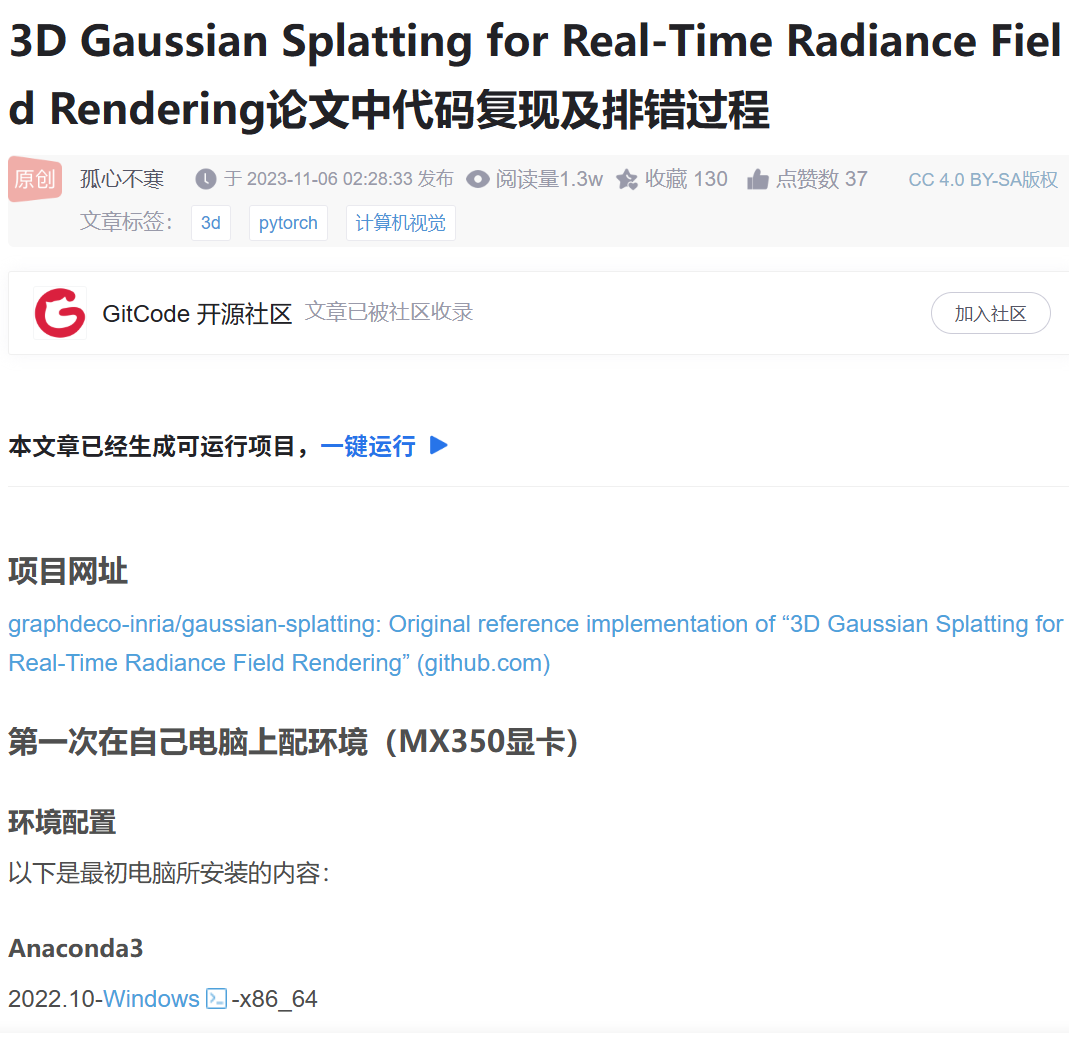 3D Gaussian Splatting for Real-Time Radiance Fiel
d Rendering论文中代码复现及排错过程
原创 孤心不寒 于 2023-11-06 02:28:33 发布 阅读量1.3w 收藏 130 点赞数 37 CC 4.0 BY-SA版权
文章标签： 3d pytorch 计算机视觉
GitCode 开源社区 文章已被社区收录 加入社区
本文章已经生成可运行项目，一键运行
项目网址
graphdeco-inria/gaussian-splatting: Original reference implementation of “3D Gaussian Splatting for
Real-Time Radiance Field Rendering” (github.com)
第一次在自己电脑上配环境（MX350显卡）
环境配置
以下是最初电脑所安装的内容：
Anaconda3
2022.10-Windows -x86_64